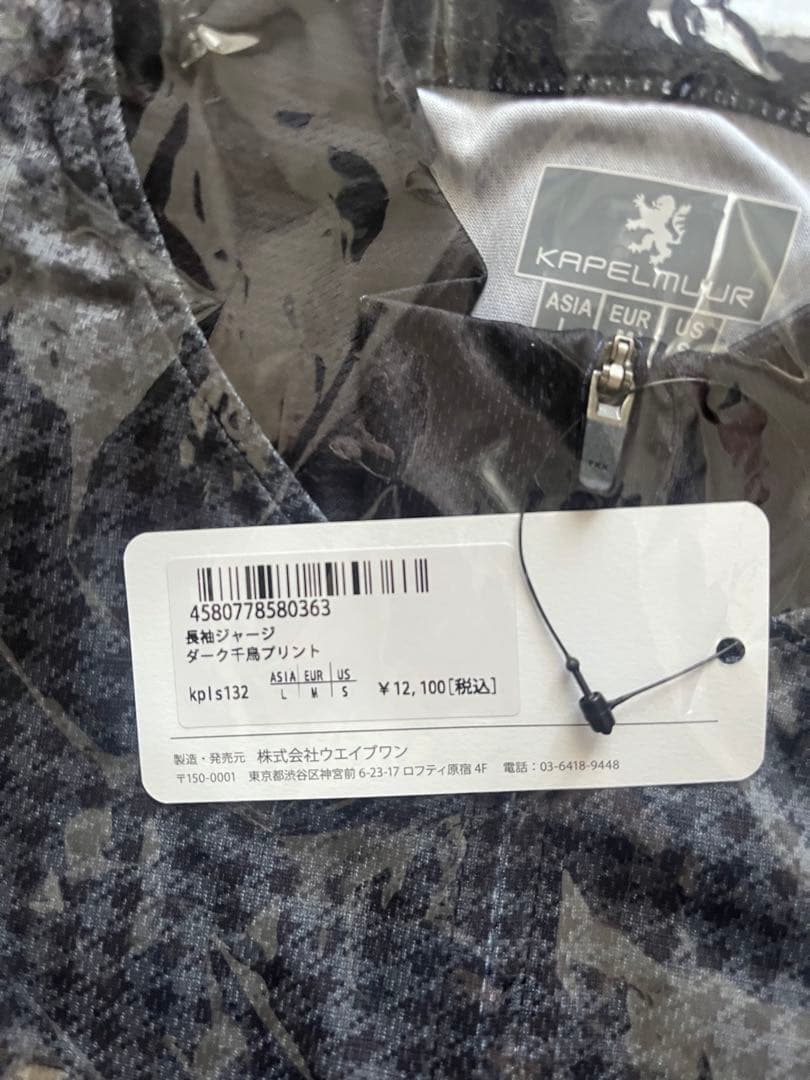 KAPELMUUR
ASIA EUR US
L M S
YKK
4580778580363
長袖ジャージ
ダーク千鳥プリント
kpls132 ASIA EUR US ¥12,100[税込]
L M S
製造・発売元 株式会社ウエイブワン
〒150-0001 東京都渋谷区神宮前 6-23-17 ロフティ原宿 4F 電話：03-6418-9448